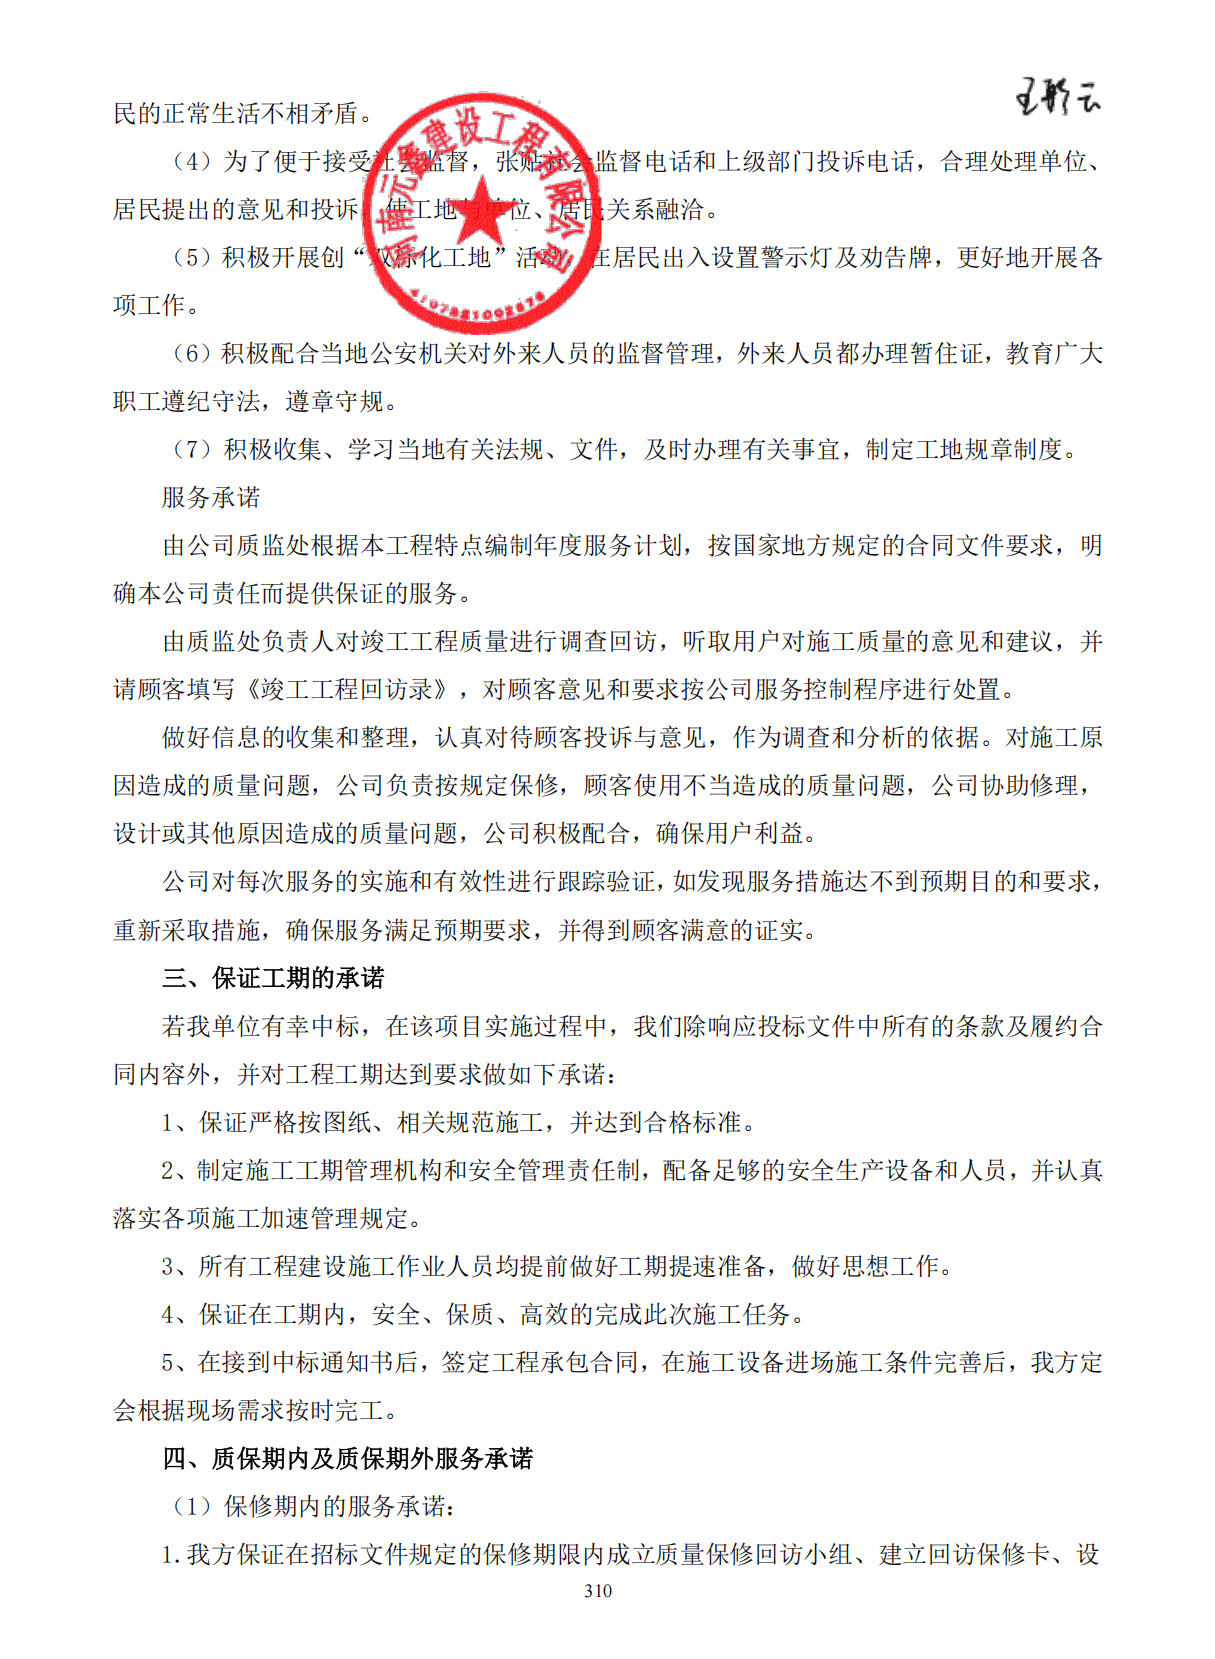 民的正常生活不相矛盾。
（4）为了便于接受社会监督，张贴社会监督电话和上级部门投诉电话，合理处理单位、
居民提出的意见和投诉，使工地与单位、居民关系融洽。
（5）积极开展创“双标化工地”活动，在居民出入设置警示灯及劝告牌，更好地开展各
项工作。
（6）积极配合当地公安机关对外来人员的监督管理，外来人员都办理暂住证，教育广大
职工遵纪守法，遵章守规。
（7）积极收集、学习当地有关法规、文件，及时办理有关事宜，制定工地规章制度。
服务承诺
由公司质监处根据本工程特点编制年度服务计划，按国家地方规定的合同文件要求，明
确本公司责任而提供保证的服务。
由质监处负责人对竣工工程质量进行调查回访，听取用户对施工质量的意见和建议，并
请顾客填写《竣工工程回访录》，对顾客意见和要求按公司服务控制程序进行处置。
做好信息的收集和整理，认真对待顾客投诉与意见，作为调查和分析的依据。对施工原
因造成的质量问题，公司负责按规定保修，顾客使用不当造成的质量问题，公司协助修理，
设计或其他原因造成的质量问题，公司积极配合，确保用户利益。
公司对每次服务的实施和有效性进行跟踪验证，如发现服务措施达不到预期目的和要求，
重新采取措施，确保服务满足预期要求，并得到顾客满意的证实。
三、保证工期的承诺
若我单位有幸中标，在该项目实施过程中，我们除响应投标文件中所有的条款及履约合
同内容外，并对工程工期达到要求做如下承诺：
1、保证严格按图纸、相关规范施工，并达到合格标准。
2、制定施工工期管理机构和安全管理责任制，配备足够的安全生产设备和人员，并认真
落实各项施工加速管理规定。
3、所有工程建设施工作业人员均提前做好工期提速准备，做好思想工作。
4、保证在工期内，安全、保质、高效的完成此次施工任务。
5、在接到中标通知书后，签定工程承包合同，在施工设备进场施工条件完善后，我方定
会根据现场需求按时完工。
四、质保期内及质保期外服务承诺
（1）保修期内的服务承诺：
1.我方保证在招标文件规定的保修期限内成立质量保修回访小组、建立回访保修卡、设
310
河南元鑫建设工程有限公司